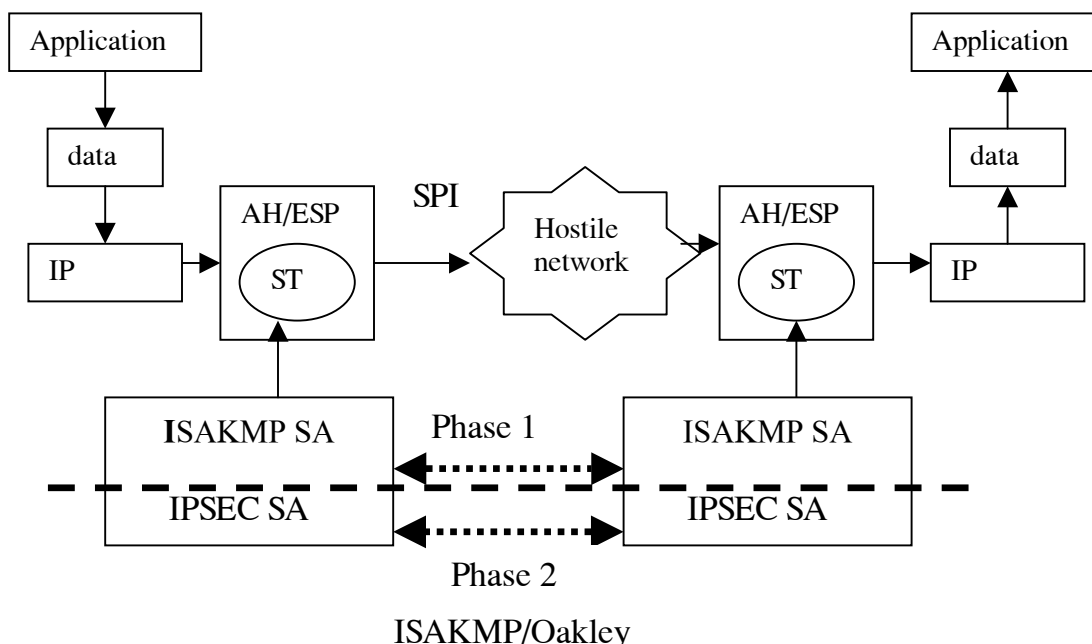 Application
Application
data
data
SPI
AH/ESP
AH/ESP
Hostile
network
IP
ST
ST
IP
ISAKMP SA
Phase 1
ISAKMP SA
IPSEC SA
IPSEC SA
Phase 2
ISAKMP/Oakley